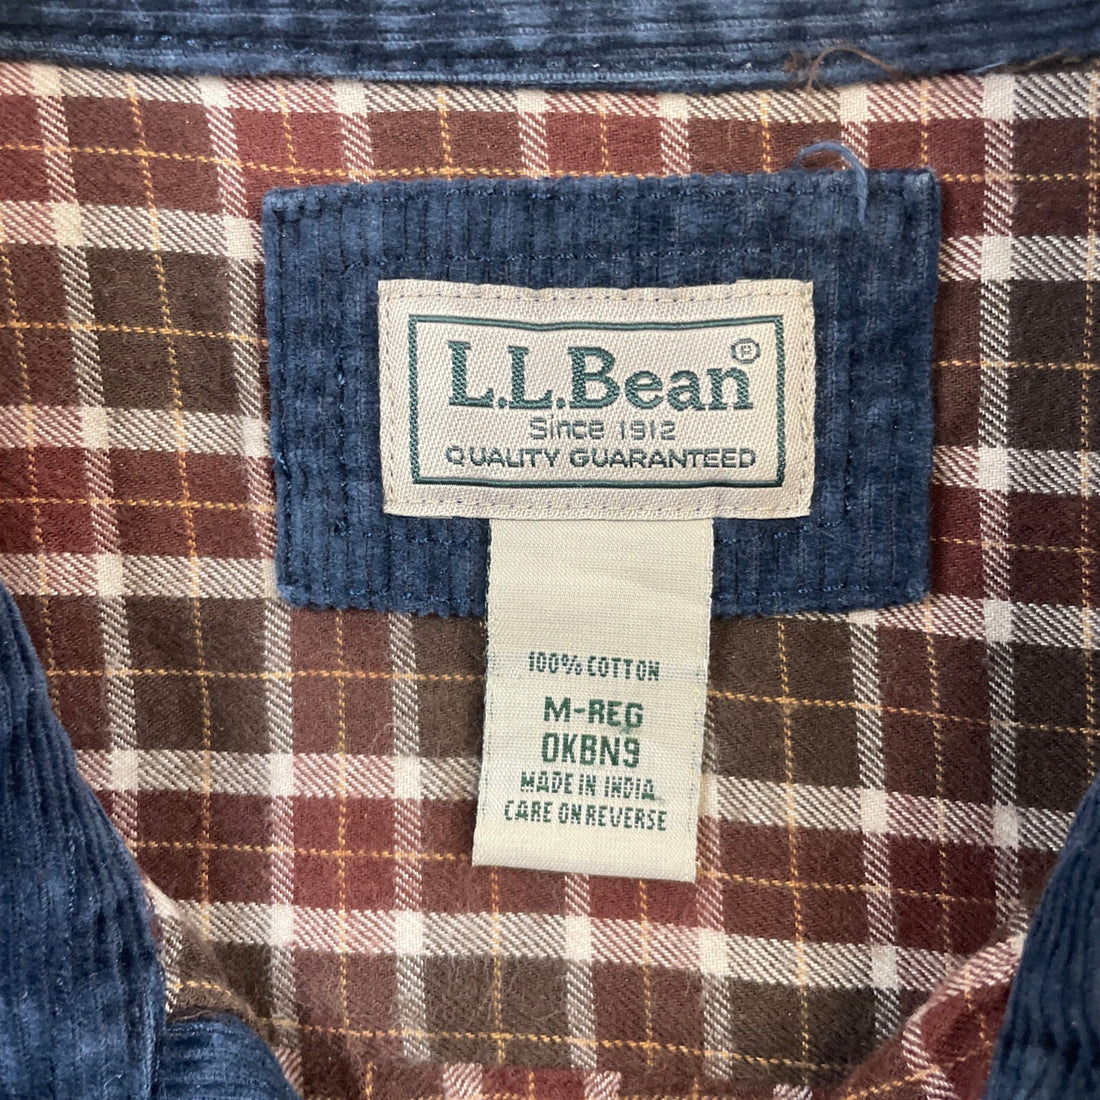 L.L.Bean®
Since 1912
QUALITY GUARANTEED
100% COTTON
M-REG
0KBN9
MADE IN INDIA
CARE ON REVERSE